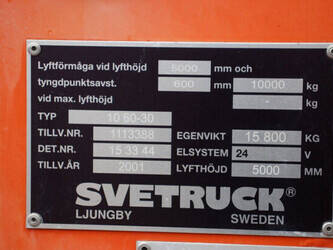 Lyftförmåga vid lyfthöjd 5000 mm och
tyngdpunktsavst. 600 mm 10000 kg
vid max. lyfthöjd kg
TYP 10 60-30
TILLV.NR. 1113388 EGENVIKT 15 800 KG
DET.NR. 15 33 44 ELSYSTEM 24 V
TILLV.ÅR 2001 LYFTHÖJD 5000 MM
SVETRUCK®
LJUNGBY SWEDEN